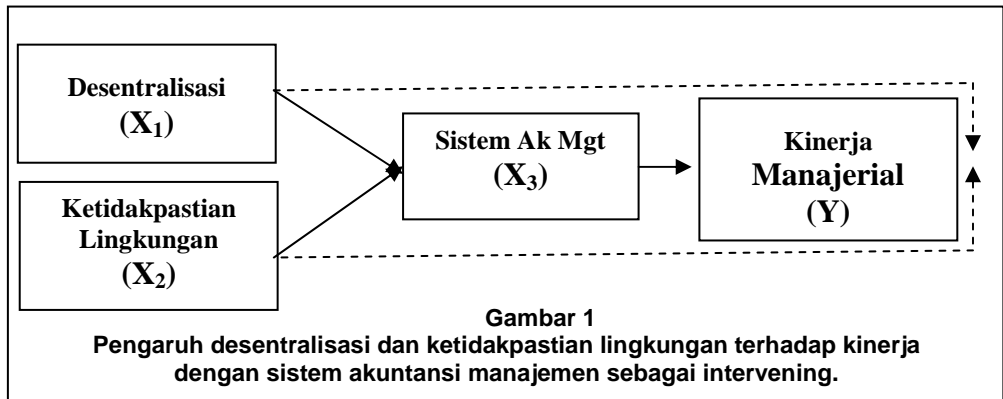 Desentralisasi
(X₁)
Ketidakpastian
Lingkungan
(X₂)
Sistem Ak Mgt
(X₃)
Kinerja
Manajerial
(Y)
Gambar 1
Pengaruh desentralisasi dan ketidakpastian lingkungan terhadap kinerja
dengan sistem akuntansi manajemen sebagai intervening.